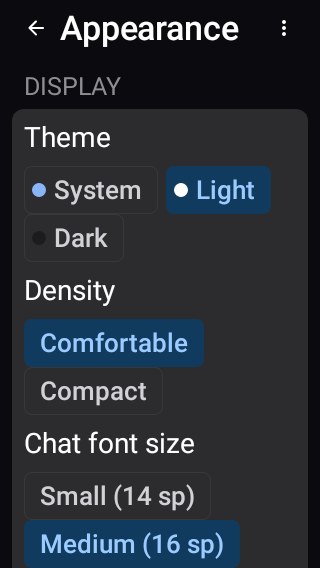 Appearance
DISPLAY
Theme
System Light
Dark
Density
Comfortable
Compact
Chat font size
Small (14 sp)
Medium (16 sp)